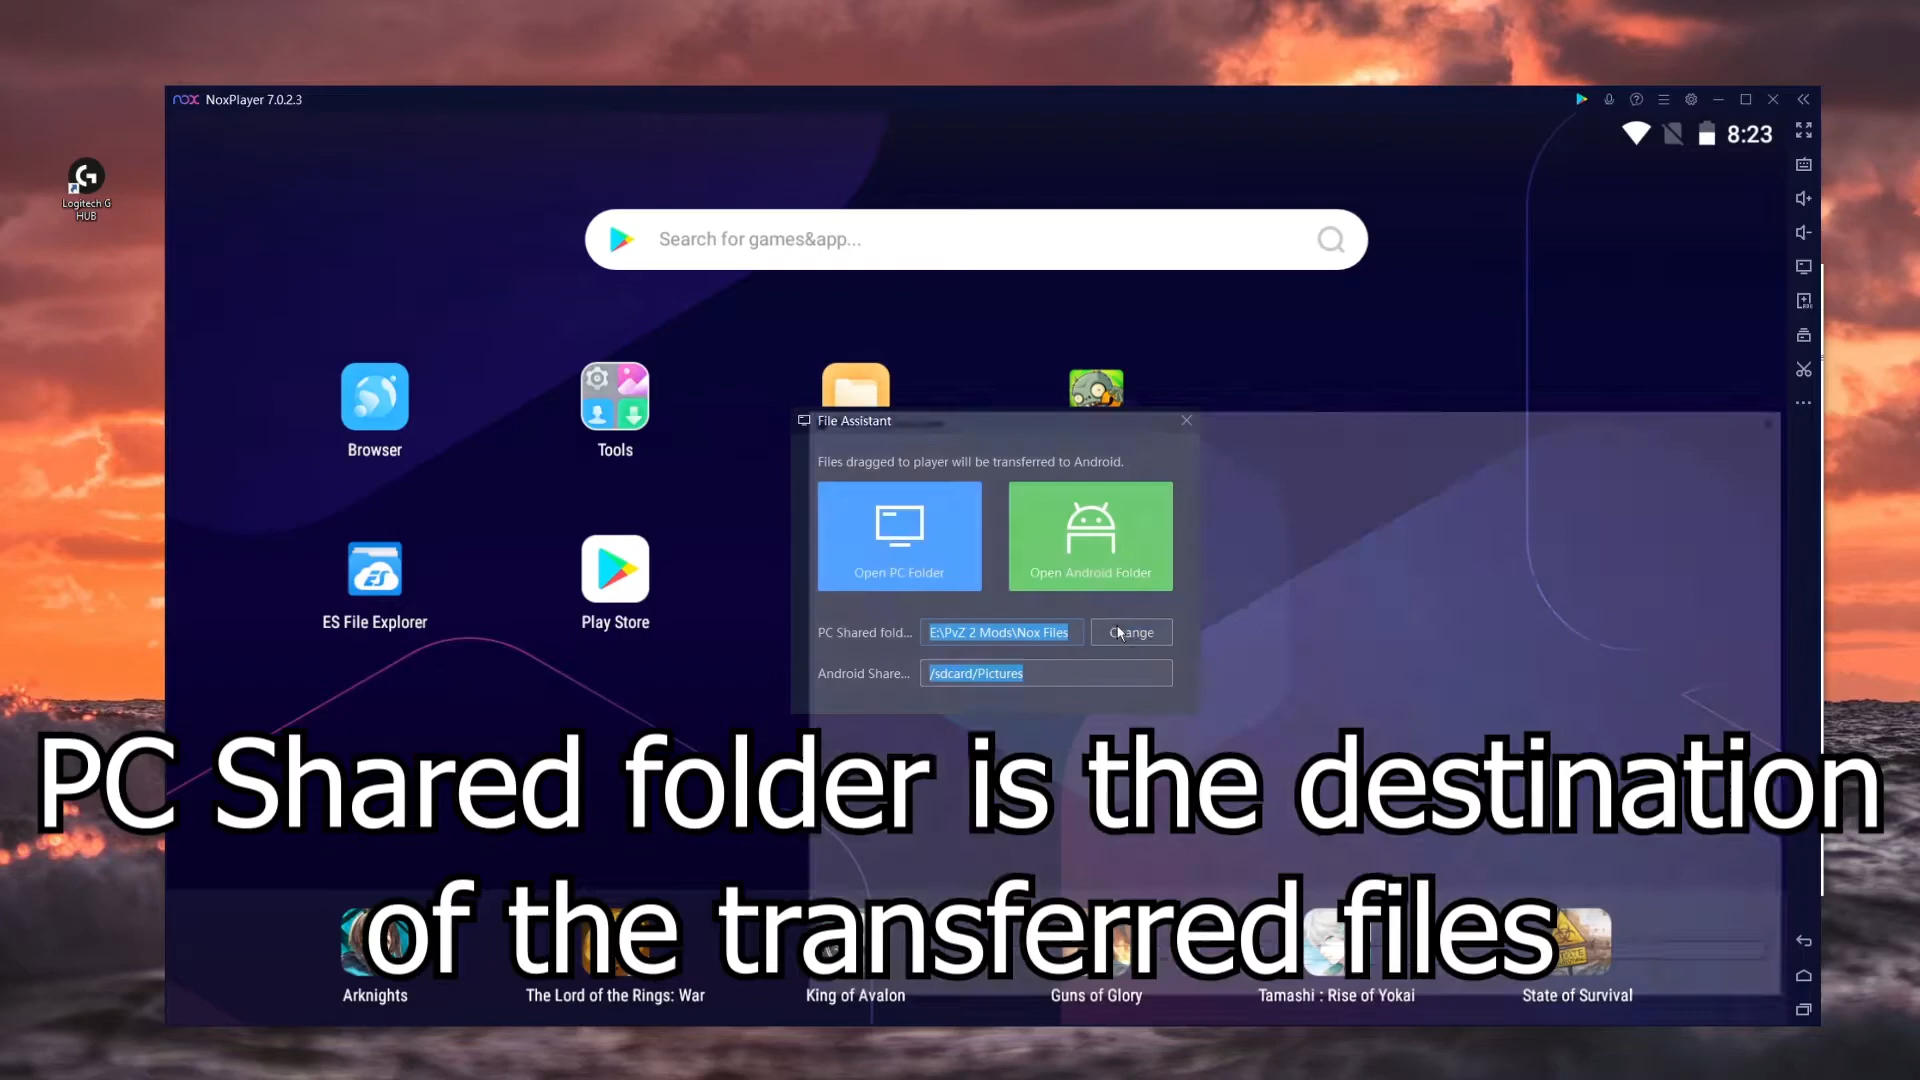 nox NoxPlayer 7.0.2.3
8:23
Logitech G
HUB
Search for games&app...
Browser
Tools
File Assistant
Files dragged to player will be transferred to Android.
Open PC Folder
Open Android Folder
ES File Explorer
Play Store
PC Shared fold...
E:\PvZ 2 Mods\Nox Files
Change
Android Share...
/sdcard/Pictures
PC Shared folder is the destination
of the transferred files
Arknights
The Lord of the Rings: War
King of Avalon
Guns of Glory
Tamashi : Rise of Yokai
State of Survival